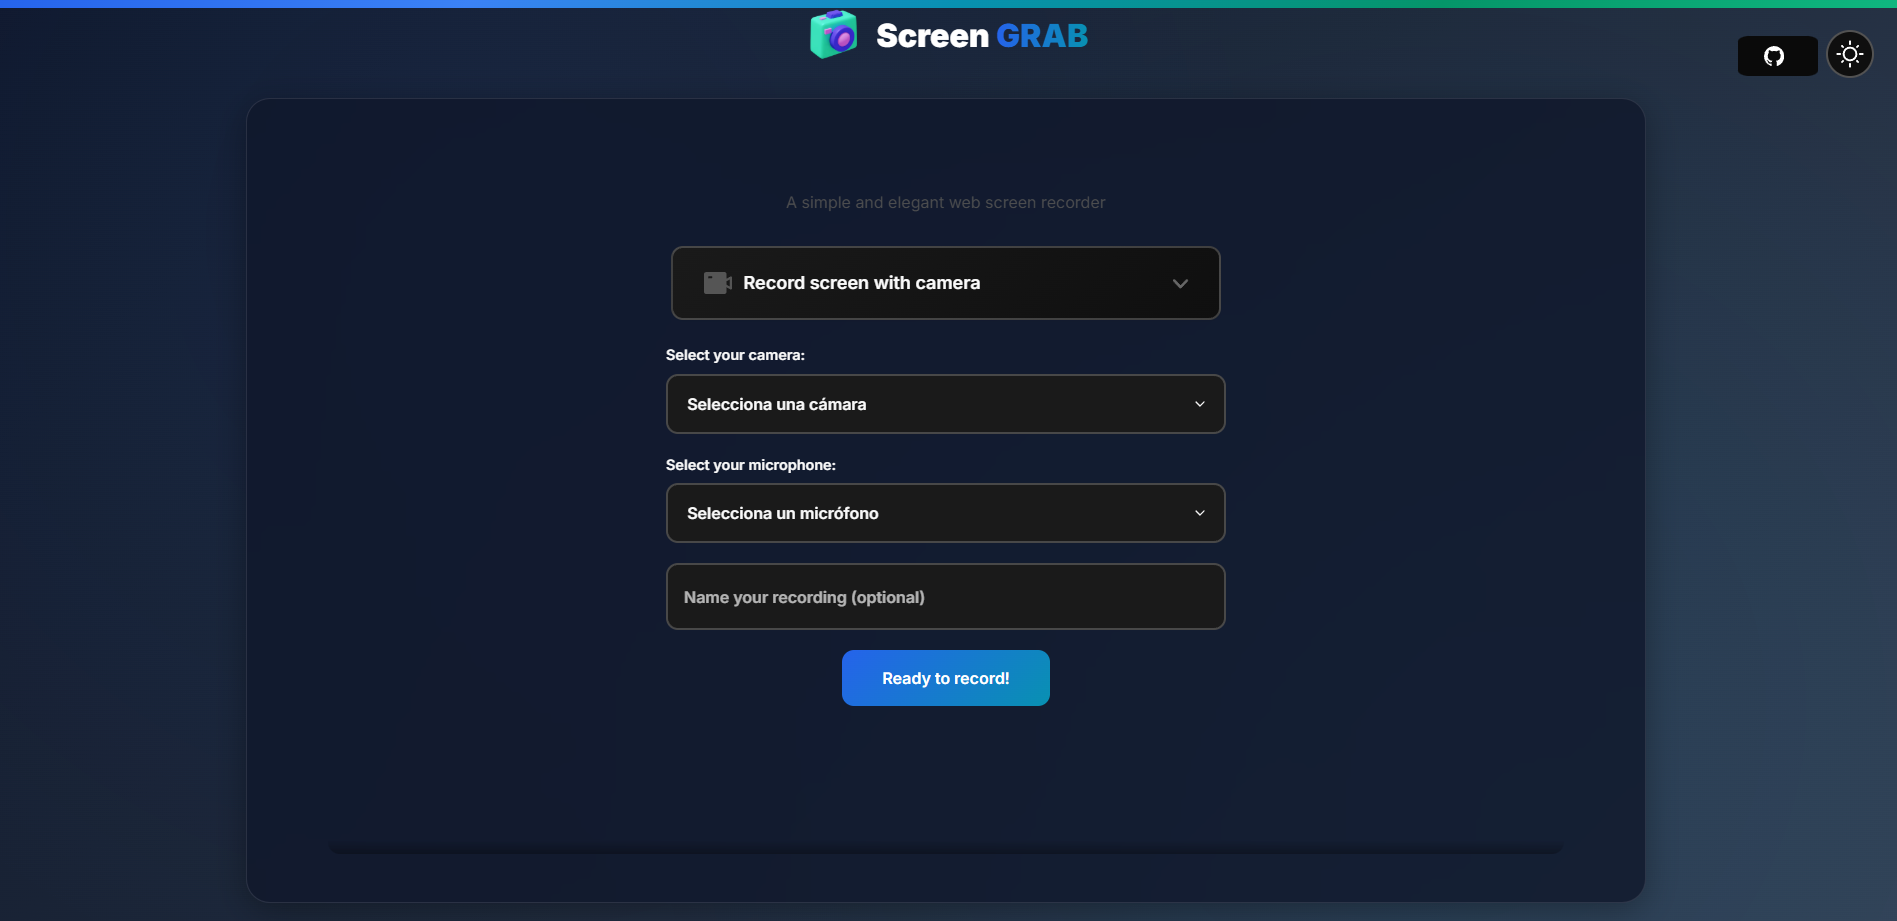 Screen GRAB
A simple and elegant web screen recorder
Record screen with camera
Select your camera:
Selecciona una cámara
Select your microphone:
Selecciona un micrófono
Name your recording (optional)
Ready to record!